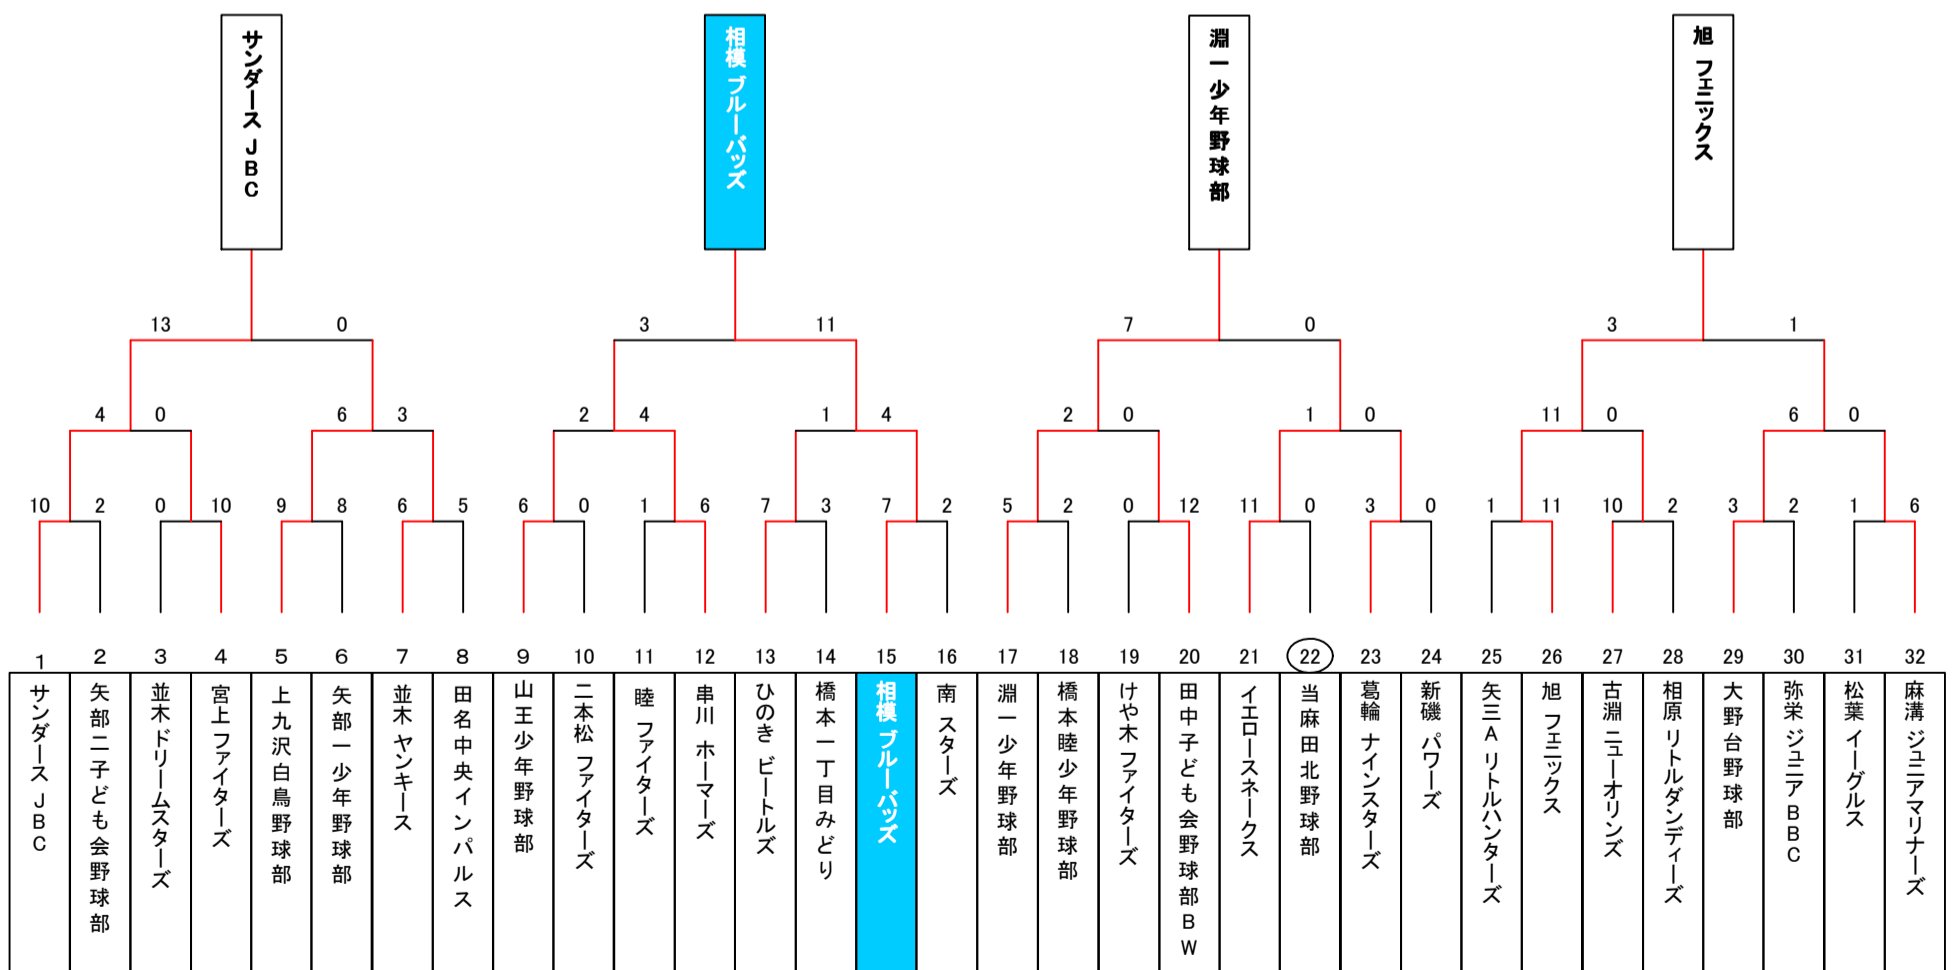 サンダース JBC
相模 ブルーバッズ
淵一少年野球部
旭 フェニックス
13 0 3 11 7 0 3 1
4 0 6 3 2 4 1 4 2 0 1 0 11 0 6 0
10 2 0 10 9 8 6 5 6 0 1 6 7 3 7 2 5 2 0 12 11 0 3 0 1 11 10 2 3 2 1 6
1 2 3 4 5 6 7 8 9 10 11 12 13 14 15 16 17 18 19 20 21 22 23 24 25 26 27 28 29 30 31 32
サンダース JBC
矢部二子ども会野球部
並木 ドリームスターズ
宮上 ファイターズ
上九沢白鳥野球部
矢部一少年野球部
並木 ヤンキース
田名中央インパルス
山王少年野球部
二本松 ファイターズ
睦 ファイターズ
串川 ホーマーズ
ひのき ビートルズ
橋本一丁目みどり
相模 ブルーバッズ
南 スターズ
淵一少年野球部
橋本睦少年野球部
けや木 ファイターズ
田中子ども会野球部BW
イエロースネークス
当麻田北野球部
葛輪 ナインスターズ
新磯 パワーズ
矢三A リトルハンターズ
旭 フェニックス
古淵 ニューオリンズ
相原 リトルダンディーズ
大野台野球部
弥栄 ジュニアBBC
松葉 イーグルス
麻溝 ジュニアマリナーズ